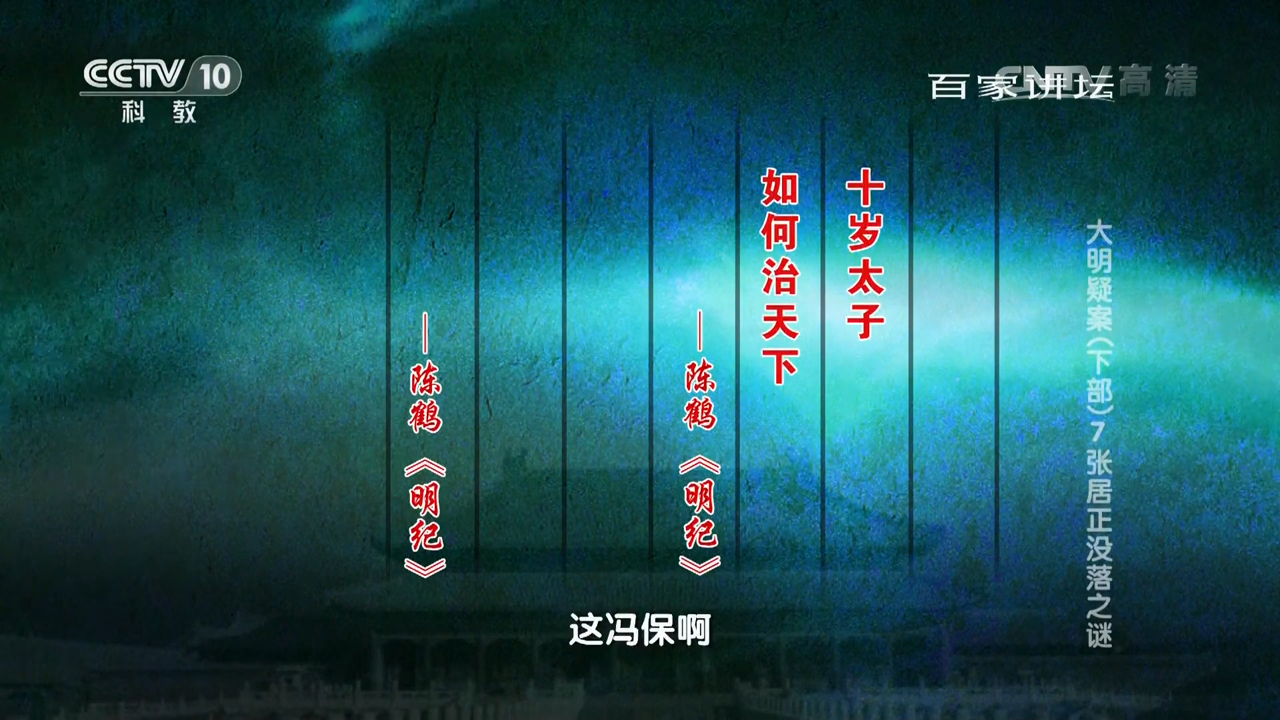 CCTV 10
科教
百家讲坛
CNTV高清
十岁太子
如何治天下
—陈鹤《明纪》
—陈鹤《明纪》
大明疑案(下部)7张居正没落之谜
这冯保啊